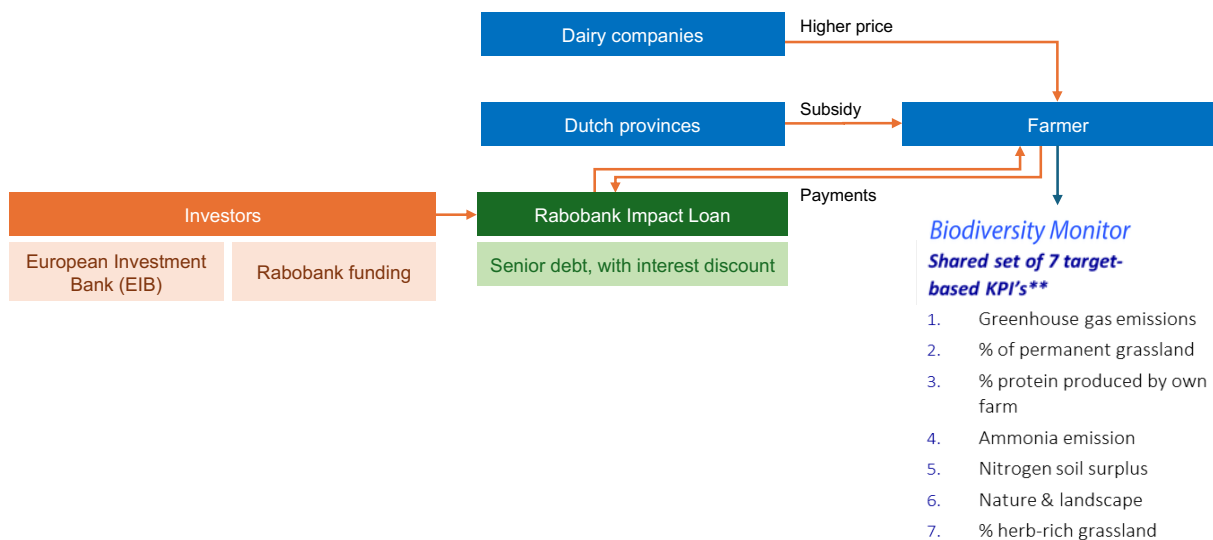 Dairy companies
Higher price
Dutch provinces
Subsidy
Farmer
Payments
Investors
Rabobank Impact Loan
European Investment
Bank (EIB)
Rabobank funding
Senior debt, with interest discount
Biodiversity Monitor
Shared set of 7 target-
based KPI's**
1. Greenhouse gas emissions
2. % of permanent grassland
3. % protein produced by own
farm
4. Ammonia emission
5. Nitrogen soil surplus
6. Nature & landscape
7. % herb-rich grassland